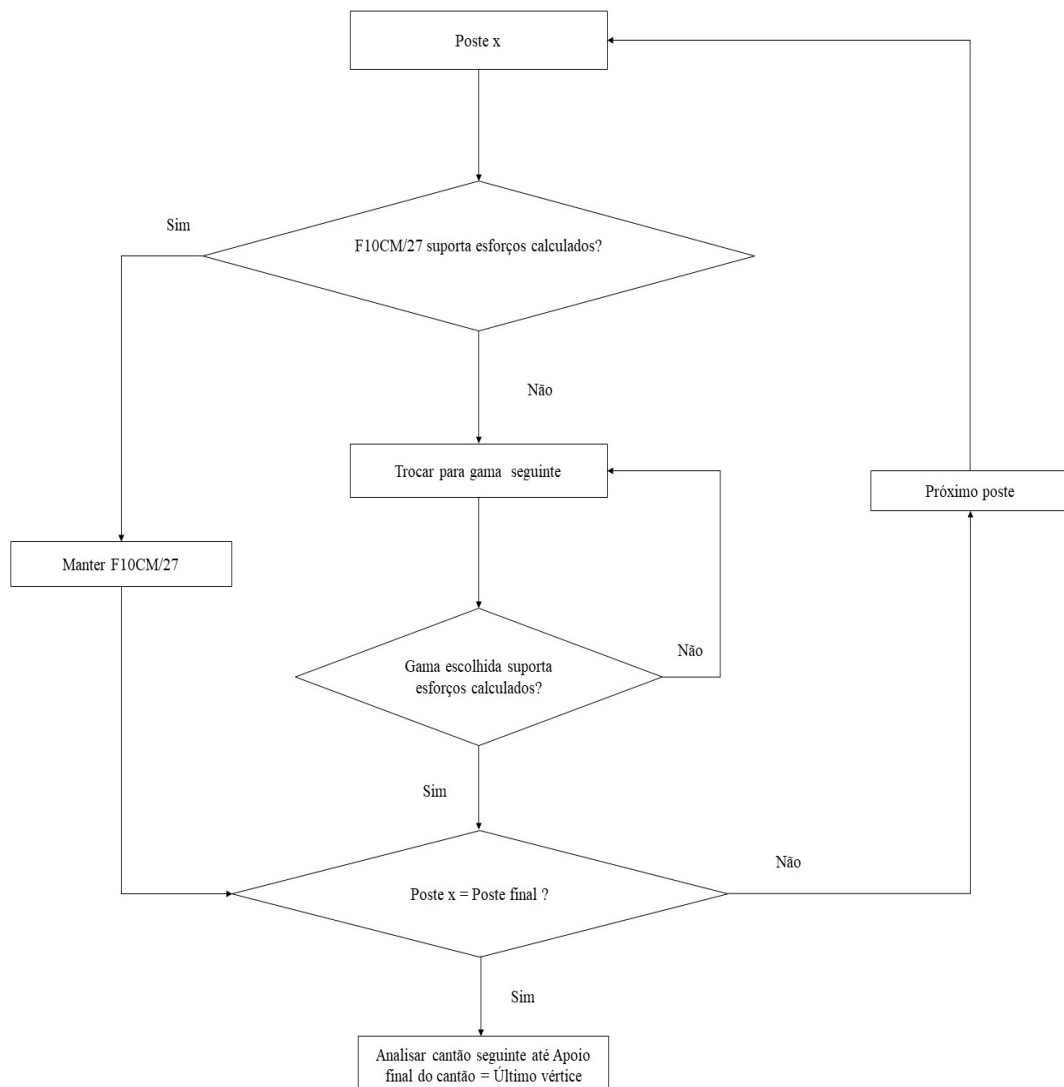 Poste x
Sim
F10CM/27 suporta esforços calculados?
Não
Trocar para gama seguinte
Próximo poste
Manter F10CM/27
Gama escolhida suporta
esforços calculados?
Não
Sim
Poste x = Poste final ?
Não
Sim
Analisar cantão seguinte até Apoio
final do cantão = Último vértice